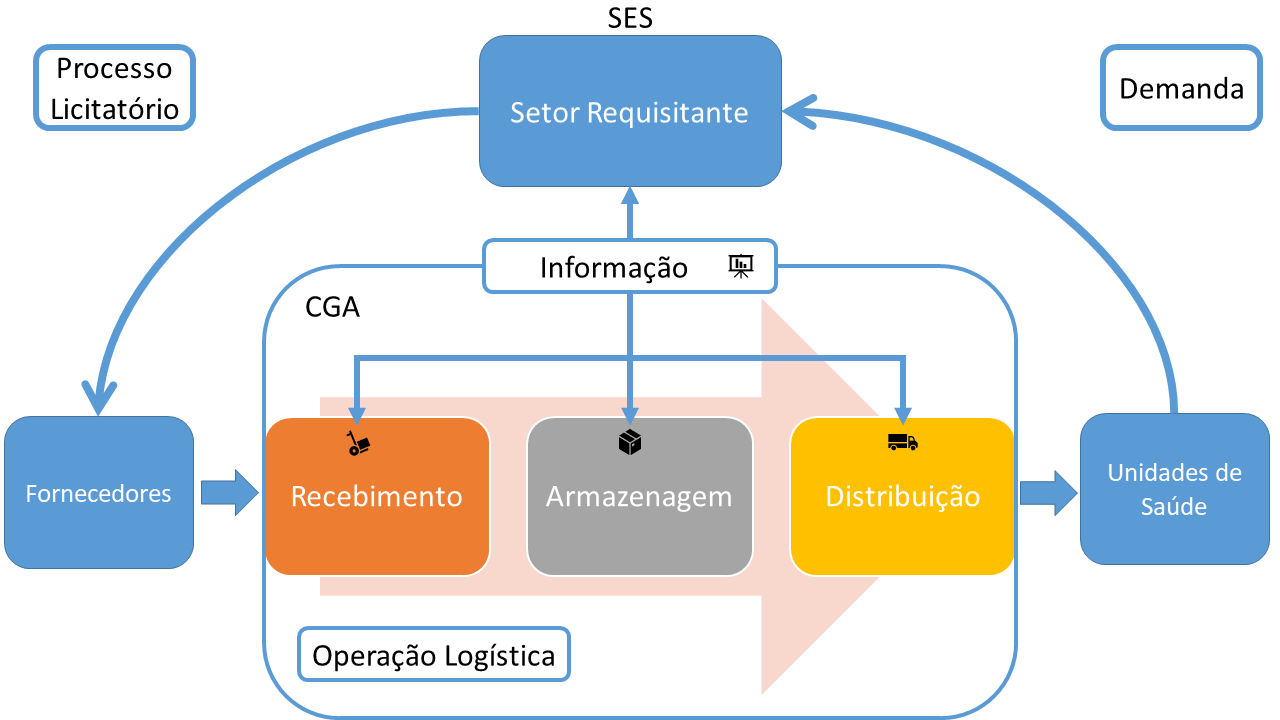 SES
Processo
Licitatório
Setor Requisitante
Demanda
Informação
CGA
Fornecedores
Recebimento
Armazenagem
Distribuição
Unidades de
Saúde
Operação Logística